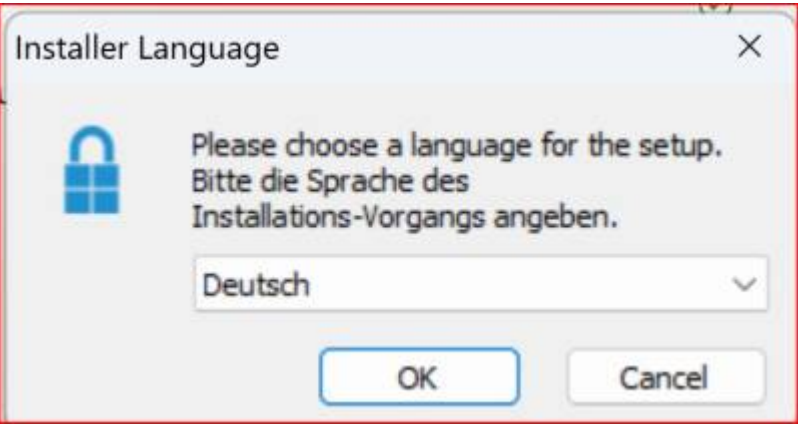 Installer Language
Please choose a language for the setup.
Bitte die Sprache des
Installations-Vorgangs angeben.
Deutsch
OK
Cancel